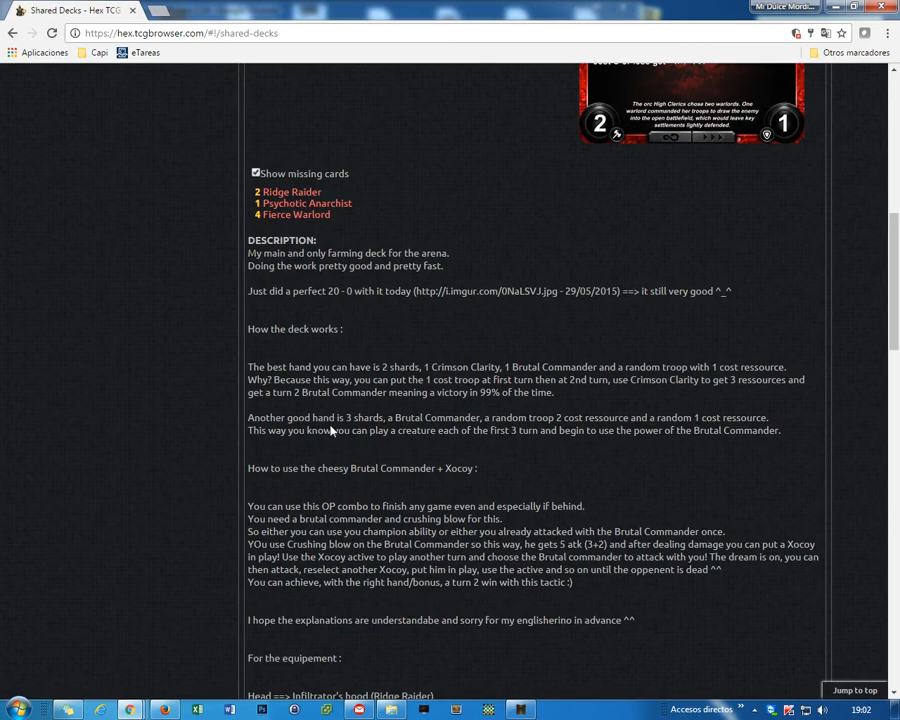 Shared Decks - Hex TCG
Mi Dulce Mordi...
https://hex.tcgbrowser.com/#!/shared-decks
Aplicaciones
Capi
eTareas
Otros marcadores
The orc High Clerics chose two warlords. One
warlord commanded her troops to draw the enemy
into the open battlefield, which would leave key
settlements lightly defended.
2
1
Show missing cards
2 Ridge Raider
1 Psychotic Anarchist
4 Fierce Warlord
DESCRIPTION:
My main and only farming deck for the arena.
Doing the work pretty good and pretty fast.
Just did a perfect 20 - 0 with it today (http://i.imgur.com/0NaLSVJ.jpg - 29/05/2015) ==> it still very good ^_^
How the deck works :
The best hand you can have is 2 shards, 1 Crimson Clarity, 1 Brutal Commander and a random troop with 1 cost ressource.
Why? Because this way, you can put the 1 cost troop at first turn then at 2nd turn, use Crimson Clarity to get 3 ressources and
get a turn 2 Brutal Commander meaning a victory in 99% of the time.
Another good hand is 3 shards, a Brutal Commander, a random troop 2 cost ressource and a random 1 cost ressource.
This way you know you can play a creature each of the first 3 turn and begin to use the power of the Brutal Commander.
How to use the cheesy Brutal Commander + Xocoy :
You can use this OP combo to finish any game even and especially if behind.
You need a brutal commander and crushing blow for this.
So either you can use you champion ability or either you already attacked with the Brutal Commander once.
YOu use Crushing blow on the Brutal Commander so this way, he gets 5 atk (3+2) and after dealing damage you can put a Xocoy
in play! Use the Xocoy active to play another turn and choose the Brutal commander to attack with you! The dream is on, you can
then attack, reselect another Xocoy, put him in play, use the active and so on until the oppenent is dead ^^
You can achieve, with the right hand/bonus, a turn 2 win with this tactic :)
I hope the explanations are understandabe and sorry for my englisherino in advance ^^
For the equipement :
Head ==> Infiltrator's hood (Ridge Raider)
Jump to top
Accesos directos
19:02